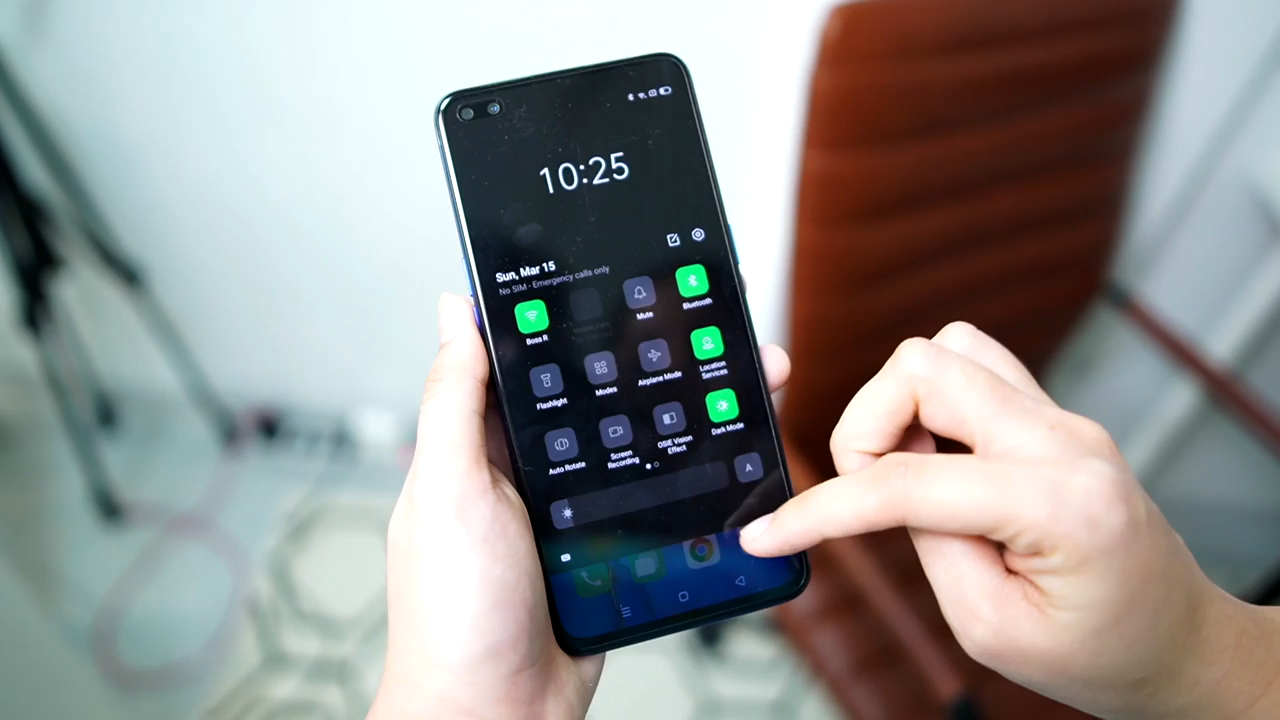 10:25
Sun, Mar 15
No SIM - Emergency calls only
Boss R
Mute
Bluetooth
Flashlight
Modes
Airplane Mode
Location
Services
Auto Rotate
Screen
Recording
OSIE Vision
Effect
Dark Mode
A